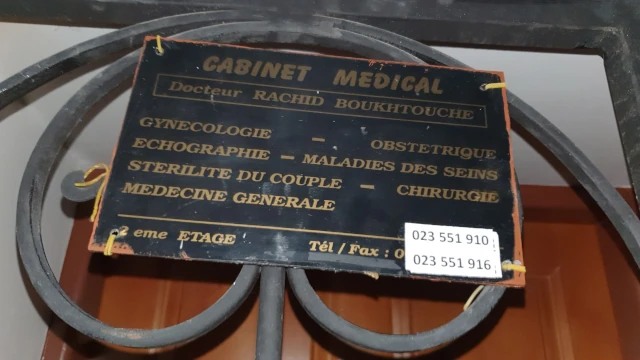 CABINET MEDICAL
Docteur RACHID BOUKHTOUCHE
GYNECOLOGIE – OBSTETRIQUE
ECHOGRAPHIE – MALADIES DES SEINS
STERILITE DU COUPLE – CHIRURGIE
MEDECINE GENERALE
2 eme ETAGE Tél / Fax : 0
023 551 910
023 551 916